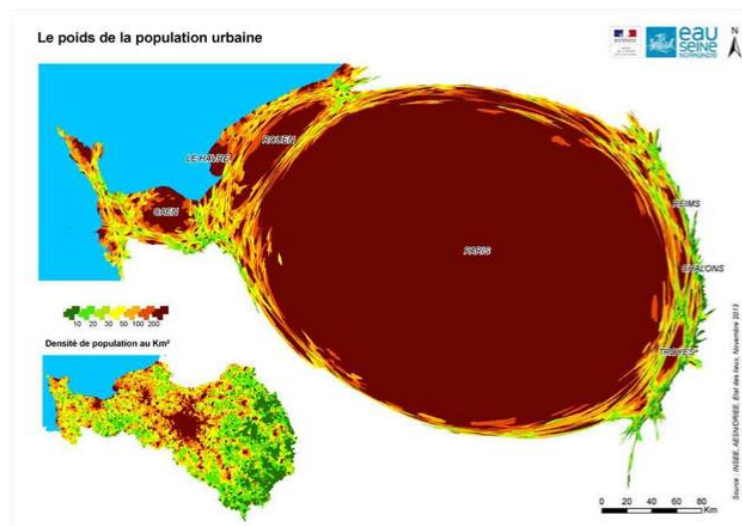 Le poids de la population urbaine
eau
SEINE
NORMANDIE
N
ROUEN
LE HAVRE
CAEN
PARIS
REIMS
CHALONS
TROYES
10 20 30 50 100 200
Densité de population au Km²
0 20 40 60 80
Km
Source : INSEE, AESN/DRIEE, État des lieux, Novembre 2013